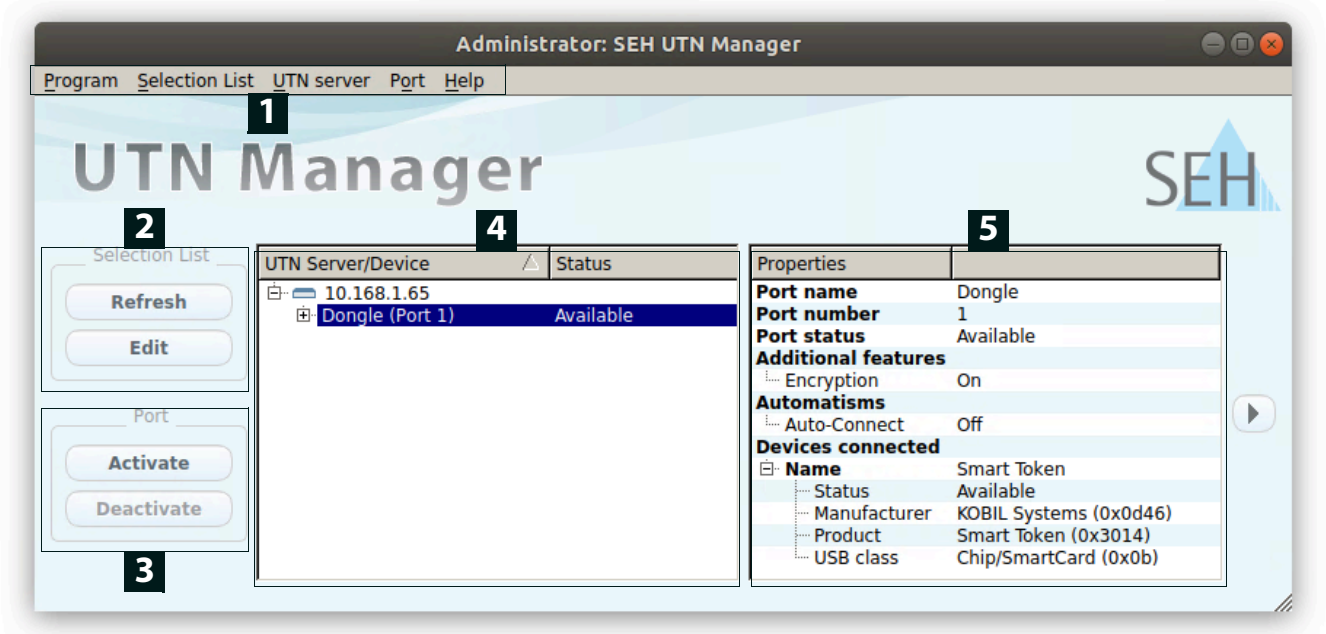 Administrator: SEH UTN Manager
Program Selection List UTN server Port Help
1
UTN Manager
SEH
2
Selection List
Refresh
Edit
3
Port
Activate
Deactivate
4
UTN Server/Device Status
10.168.1.65
Dongle (Port 1) Available
5
Properties
Port name Dongle
Port number 1
Port status Available
Additional features
Encryption On
Automatisms
Auto-Connect Off
Devices connected
Name Smart Token
Status Available
Manufacturer KOBIL Systems (0x0d46)
Product Smart Token (0x3014)
USB class Chip/SmartCard (0x0b)